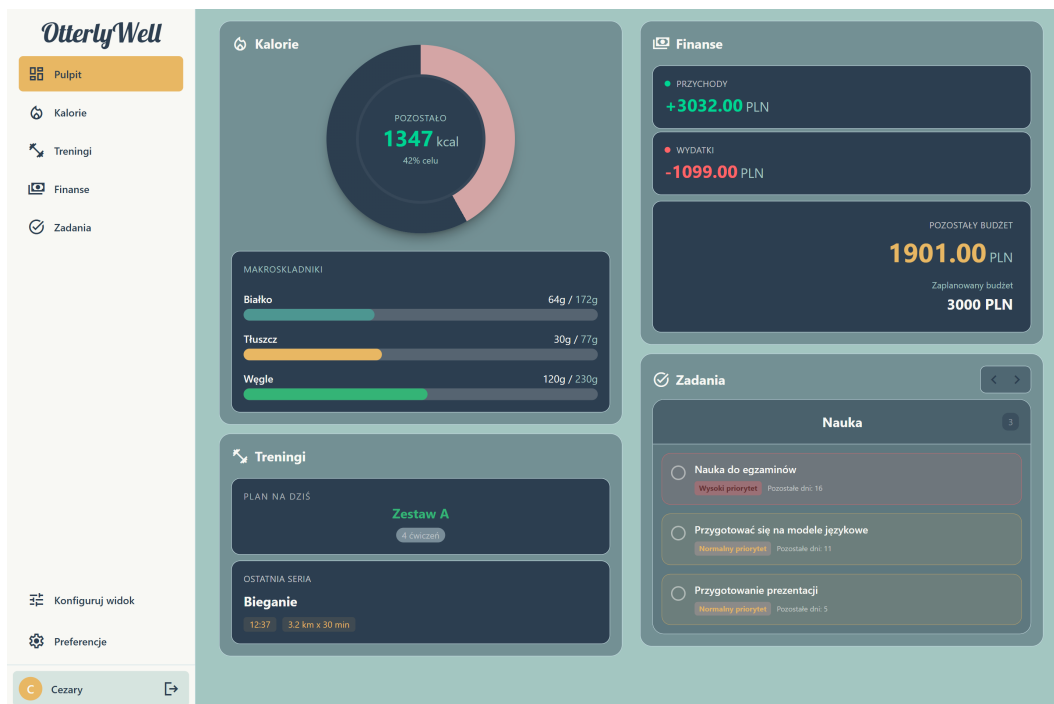 OtterlyWell
Pulpit
Kalorie
Treningi
Finanse
Zadania
Konfiguruj widok
Preferencje
C Cezary
Kalorie
POZOSTAŁO
1347 kcal
42% celu
MAKROSKŁADNIKI
Białko 64g / 172g
Tłuszcz 30g / 77g
Węgle 120g / 230g
Treningi
PLAN NA DZIŚ
Zestaw A
4 ćwiczeń
OSTATNIA SERIA
Bieganie
12:37 3.2 km x 30 min
Finanse
PRZYCHODY
+3032.00 PLN
WYDATKI
-1099.00 PLN
POZOSTAŁY BUDŻET
1901.00 PLN
Zaplanowany budżet
3000 PLN
Zadania
Nauka 3
Nauka do egzaminów
Wysoki priorytet Pozostałe dni: 16
Przygotować się na modele językowe
Normalny priorytet Pozostałe dni: 11
Przygotowanie prezentacji
Normalny priorytet Pozostałe dni: 5